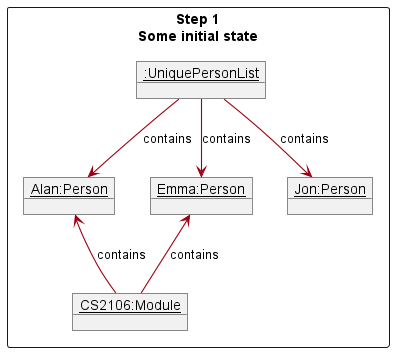 Step 1
Some initial state
:UniquePersonList
contains
contains
contains
Alan:Person
Emma:Person
Jon:Person
contains
contains
CS2106:Module